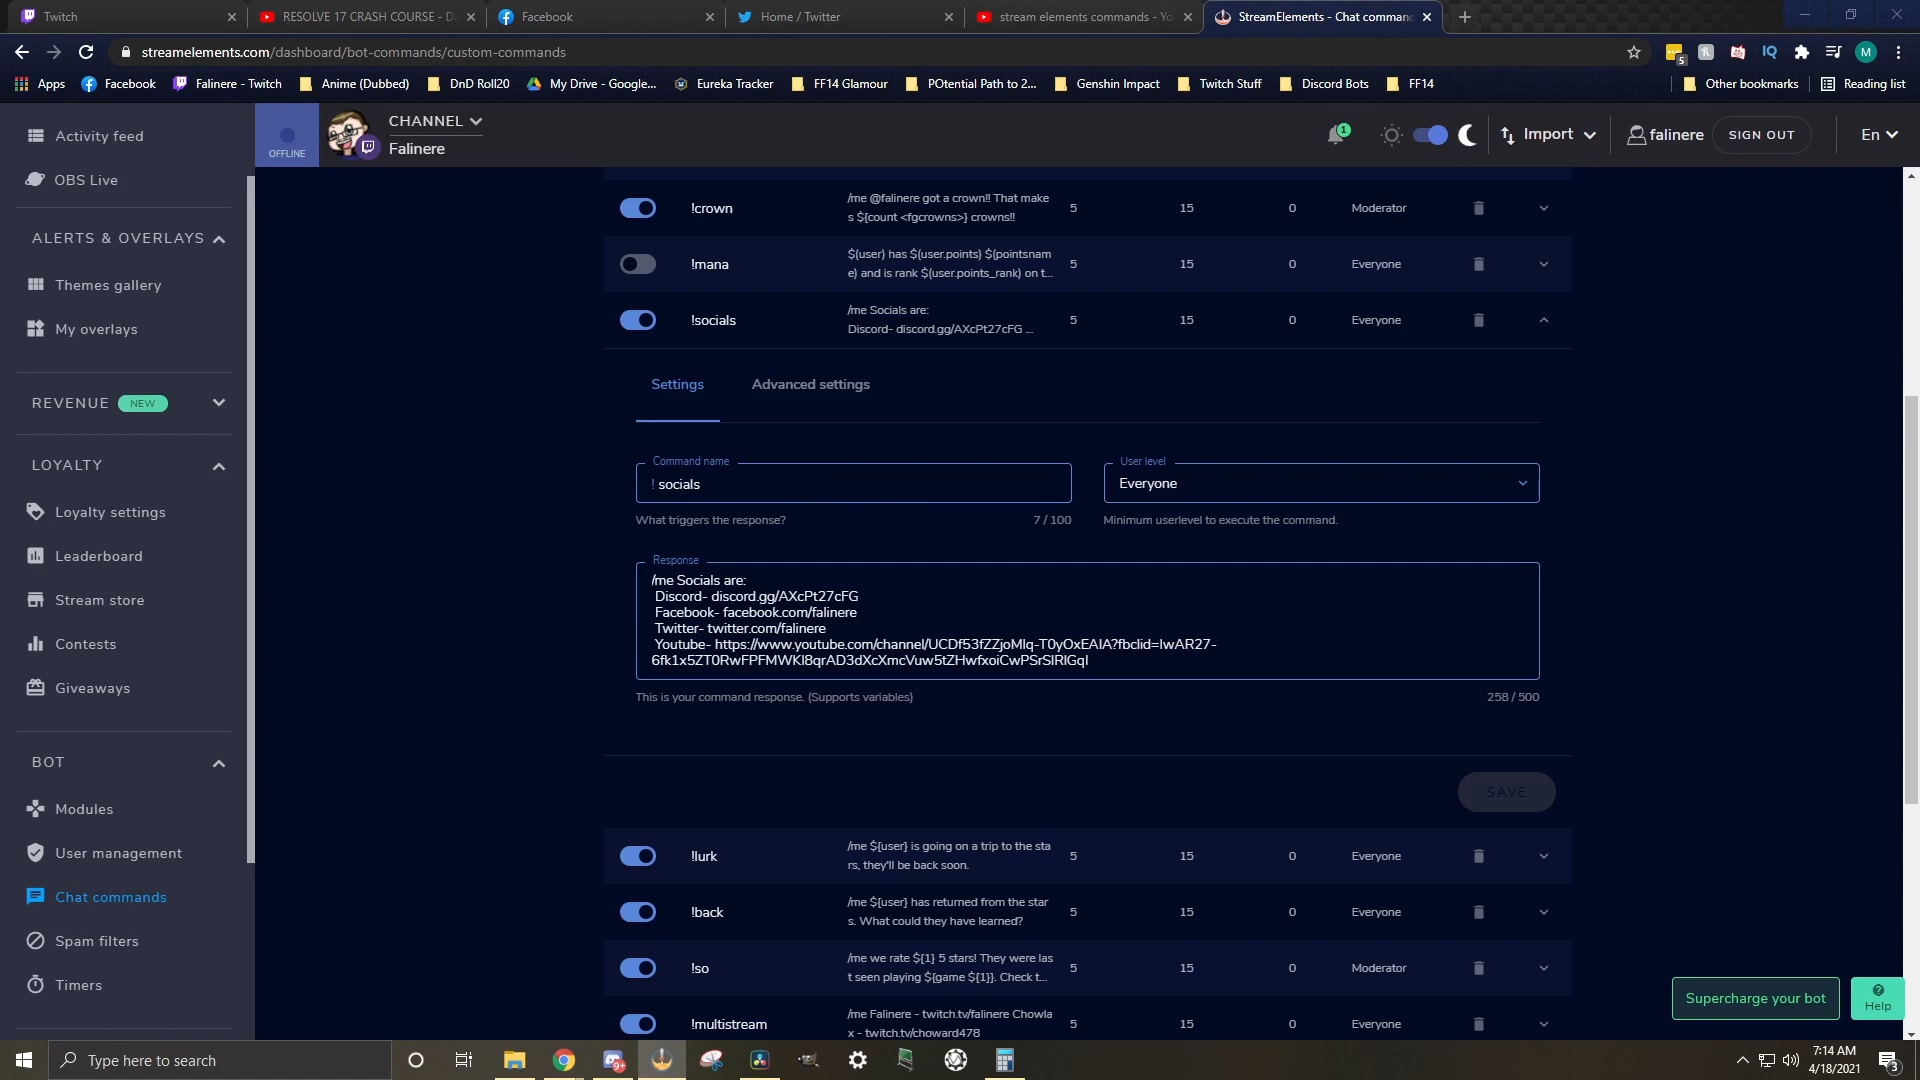 Twitch
RESOLVE 17 CRASH COURSE - D
Facebook
Home / Twitter
stream elements commands - Yo
StreamElements - Chat comman
streamelements.com/dashboard/bot-commands/custom-commands
5
M
Apps
Facebook
Falinere - Twitch
Anime (Dubbed)
DnD Roll20
My Drive - Google...
Eureka Tracker
FF14 Glamour
POtential Path to 2...
Genshin Impact
Twitch Stuff
Discord Bots
FF14
Other bookmarks
Reading list
OFFLINE
CHANNEL
Falinere
1
Import
falinere
SIGN OUT
En
Activity feed
OBS Live
ALERTS & OVERLAYS
Themes gallery
My overlays
REVENUE NEW
LOYALTY
Loyalty settings
Leaderboard
Stream store
Contests
Giveaways
BOT
Modules
User management
Chat commands
Spam filters
Timers
!crown
/me @falinere got a crown!! That make
s ${count <fgcrowns>} crowns!!
5 15 0 Moderator
!mana
$(user) has $(user.points) $(pointsnam
e) and is rank $(user.points_rank) on t...
5 15 0 Everyone
!socials
/me Socials are:
Discord- discord.gg/AXcPt27cFG ...
5 15 0 Everyone
Settings
Advanced settings
Command name
! socials
What triggers the response?
7 / 100
User level
Everyone
Minimum userlevel to execute the command.
Response
/me Socials are:
Discord- discord.gg/AXcPt27cFG
Facebook- facebook.com/falinere
Twitter- twitter.com/falinere
Youtube- https://www.youtube.com/channel/UCDf53fZZjoMlq-T0yOxEAIA?fbclid=IwAR27-
6fk1x5ZT0RwFPFMWKl8qrAD3dXcXmcVuw5tZHwfxoiCwPSrSIRlGqI
This is your command response. (Supports variables)
258 / 500
SAVE
!lurk
/me ${user} is going on a trip to the sta
rs, they'll be back soon.
5 15 0 Everyone
!back
/me ${user} has returned from the star
s. What could they have learned?
5 15 0 Everyone
!so
/me we rate ${1} 5 stars! They were las
t seen playing ${game ${1}}. Check t...
5 15 0 Moderator
!multistream
/me Falinere - twitch.tv/falinere Chowla
x - twitch.tv/choward478
5 15 0 Everyone
Supercharge your bot
Help
Type here to search
9+
7:14 AM
4/18/2021
3